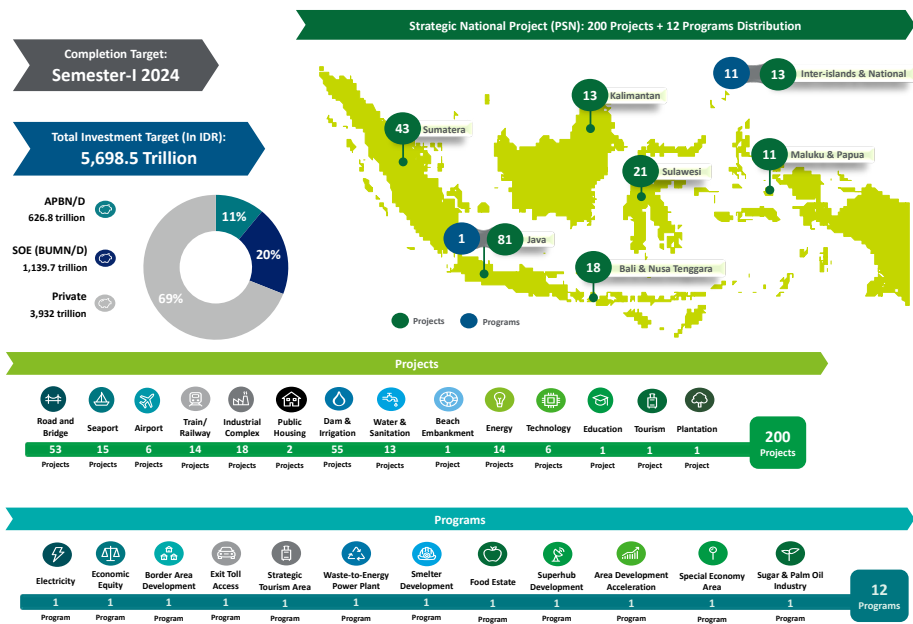 Strategic National Project (PSN): 200 Projects + 12 Programs Distribution
Completion Target:
Semester-I 2024
Total Investment Target (In IDR):
5,698.5 Trillion
APBN/D
626.8 trillion
SOE (BUMN/D)
1,139.7 trillion
Private
3,932 trillion
11%
20%
69%
11 13 Inter-islands & National
13 Kalimantan
43 Sumatera
11 Maluku & Papua
21 Sulawesi
1 81 Java
18 Bali & Nusa Tenggara
Projects Programs
Projects
Road and Bridge
Seaport
Airport
Train/ Railway
Industrial Complex
Public Housing
Dam & Irrigation
Water & Sanitation
Beach Embankment
Energy
Technology
Education
Tourism
Plantation
53 15 6 14 18 2 55 13 1 14 6 1 1 1
Projects Projects Projects Projects Projects Projects Projects Projects Project Projects Projects Project Project Project
200
Projects
Programs
Electricity
Economic Equity
Border Area Development
Exit Toll Access
Strategic Tourism Area
Waste-to-Energy Power Plant
Smelter Development
Food Estate
Superhub Development
Area Development Acceleration
Special Economy Area
Sugar & Palm Oil Industry
1 1 1 1 1 1 1 1 1 1 1 1
Program Program Program Program Program Program Program Program Program Program Program Program
12
Programs